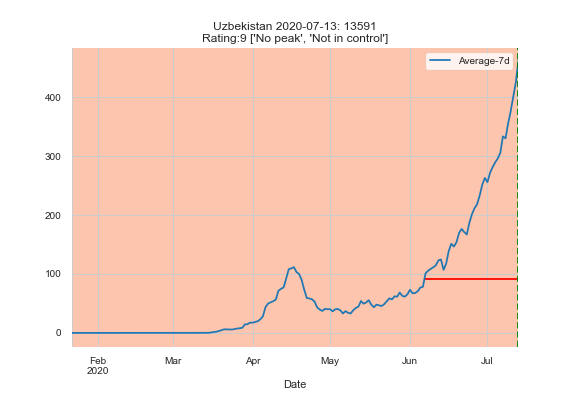 Uzbekistan 2020-07-13: 13591
Rating:9 ['No peak', 'Not in control']
Average-7d
400
300
200
100
0
Feb
2020
Mar
Apr
May
Jun
Jul
Date